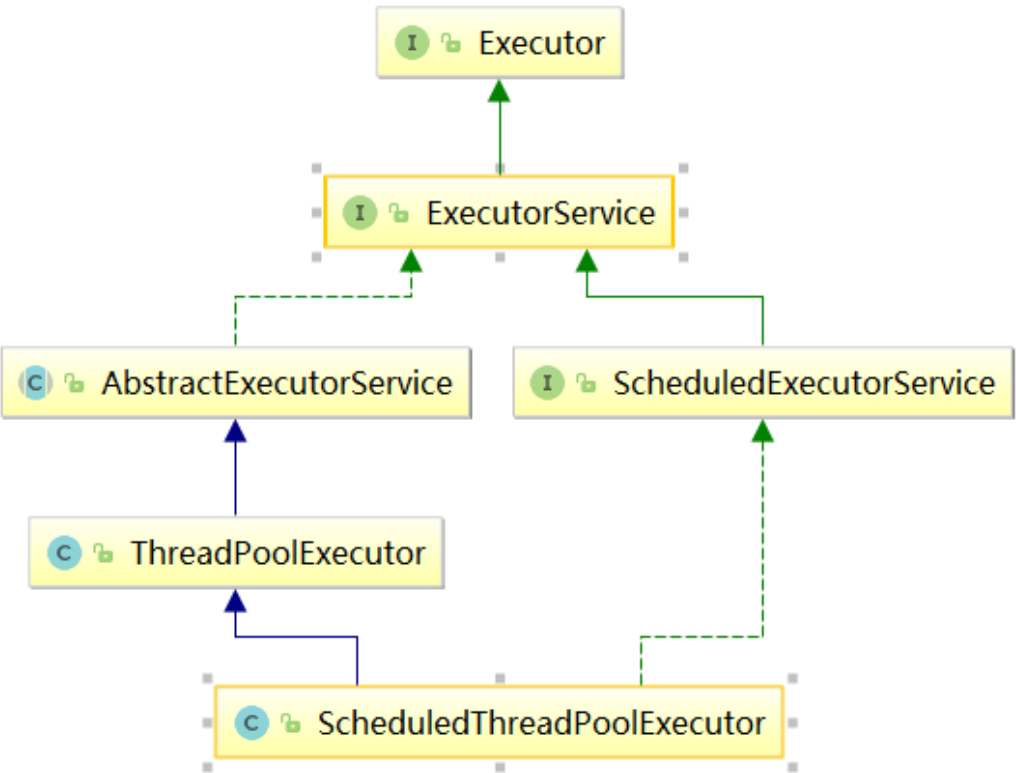 I Executor
I ExecutorService
C AbstractExecutorService
I ScheduledExecutorService
C ThreadPoolExecutor
C ScheduledThreadPoolExecutor